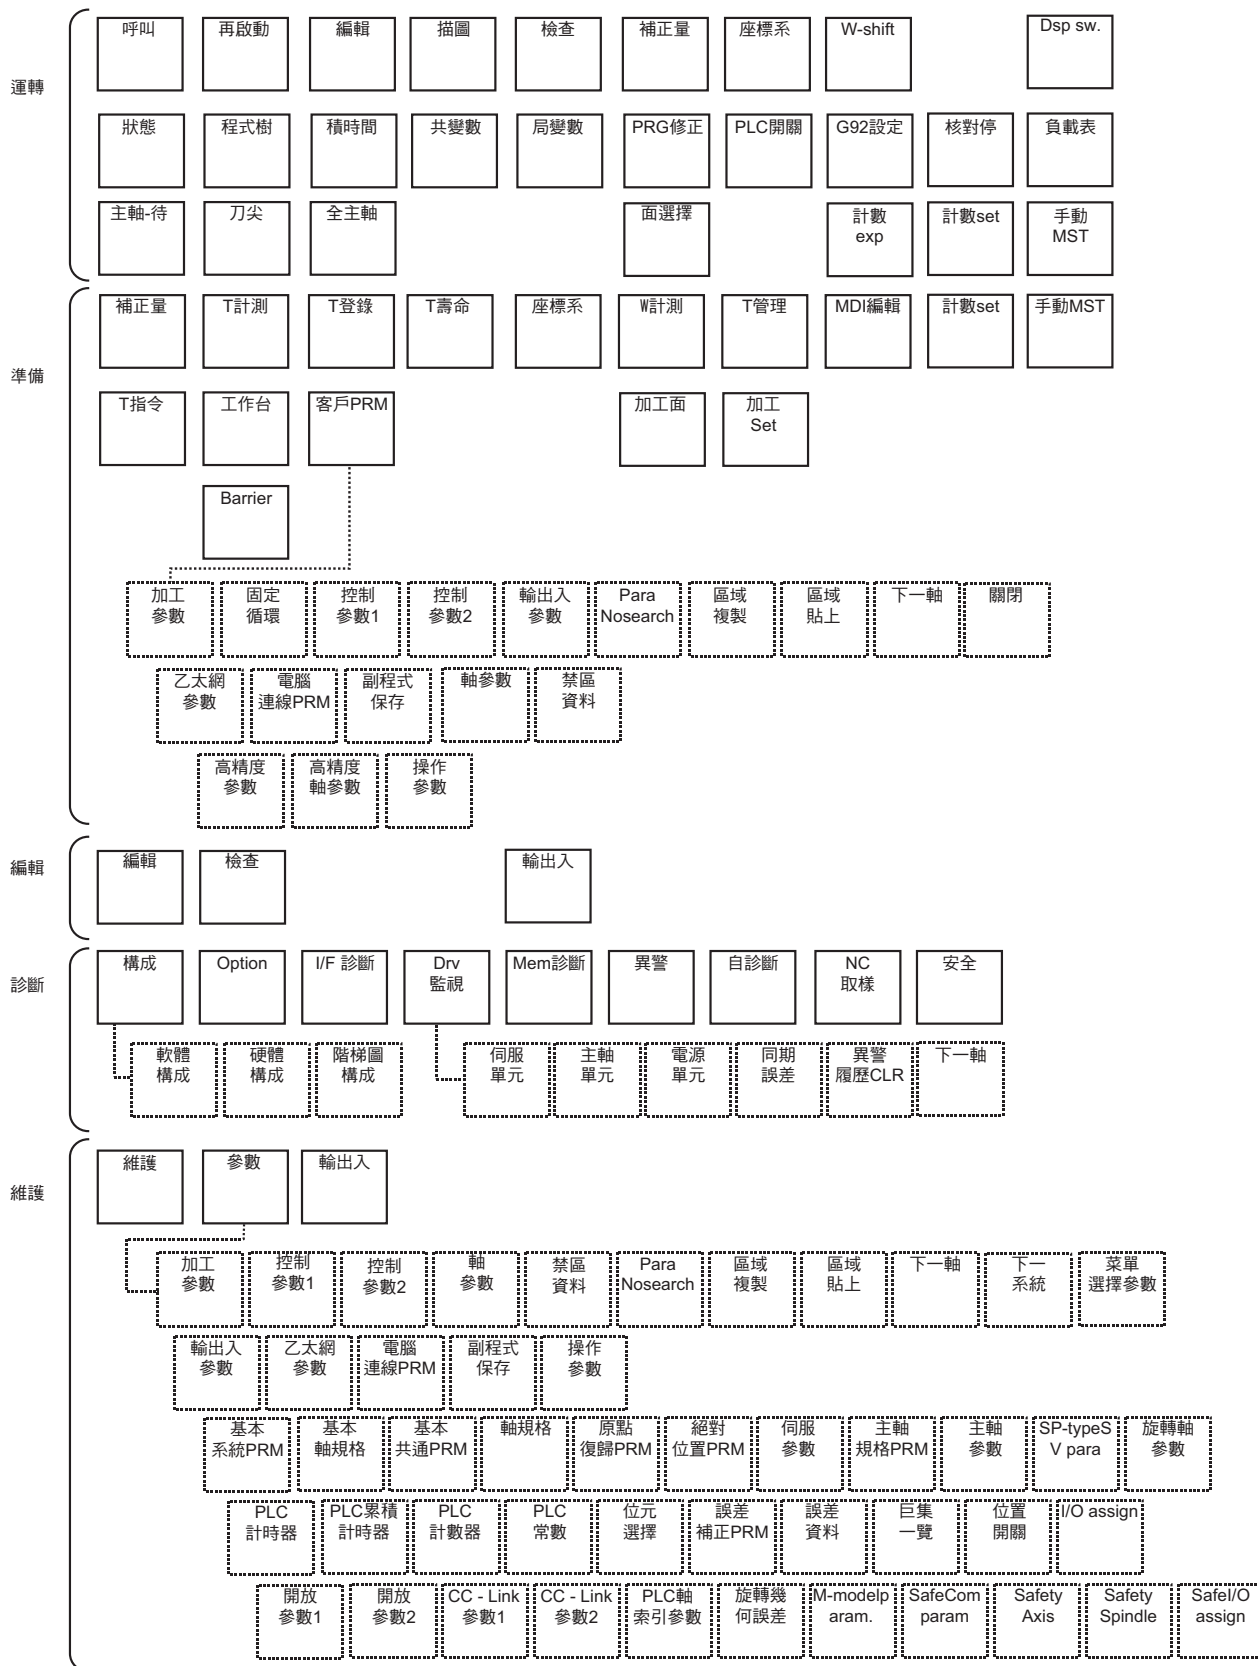 運轉
呼叫
再啟動
編輯
描圖
檢查
補正量
座標系
W-shift
Dsp sw.
狀態
程式樹
積時間
共變數
局變數
PRG修正
PLC開關
G92設定
核對停
負載表
主軸-待
刀尖
全主軸
面選擇
計數
exp
計數set
手動
MST
準備
補正量
T計測
T登錄
T壽命
座標系
W計測
T管理
MDI編輯
計數set
手動MST
T指令
工作台
客戶PRM
加工面
加工
Set
Barrier
加工
參數
固定
循環
控制
參數1
控制
參數2
輸出入
參數
Para
Nosearch
區域
複製
區域
貼上
下一軸
關閉
乙太網
參數
電腦
連線PRM
副程式
保存
軸參數
禁區
資料
高精度
參數
高精度
軸參數
操作
參數
編輯
編輯
檢查
輸出入
診斷
構成
Option
I/F 診斷
Drv
監視
Mem診斷
異警
自診斷
NC
取樣
安全
軟體
構成
硬體
構成
階梯圖
構成
伺服
單元
主軸
單元
電源
單元
同期
誤差
異警
履歷CLR
下一軸
維護
維護
參數
輸出入
加工
參數
控制
參數1
控制
參數2
軸
參數
禁區
資料
Para
Nosearch
區域
複製
區域
貼上
下一軸
下一
系統
菜單
選擇參數
輸出入
參數
乙太網
參數
電腦
連線PRM
副程式
保存
操作
參數
基本
系統PRM
基本
軸規格
基本
共通PRM
軸規格
原點
復歸PRM
絕對
位置PRM
伺服
參數
主軸
規格PRM
主軸
參數
SP-typeS
V para
旋轉軸
參數
PLC
計時器
PLC累積
計時器
PLC
計數器
PLC
常數
位元
選擇
誤差
補正PRM
誤差
資料
巨集
一覽
位置
開關
I/O assign
開放
參數1
開放
參數2
CC - Link
參數1
CC - Link
參數2
PLC軸
索引參數
旋轉幾
何誤差
M-modelp
aram.
SafeCom
param
Safety
Axis
Safety
Spindle
SafeI/O
assign